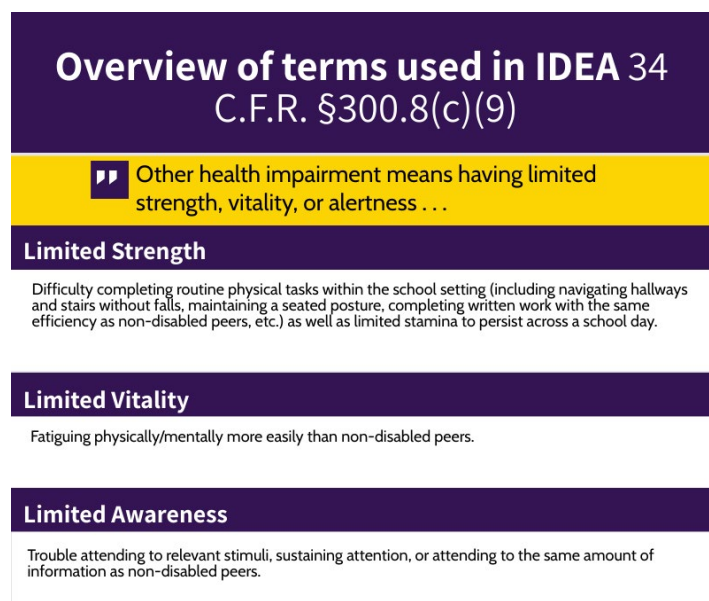 Overview of terms used in IDEA 34
C.F.R. §300.8(c)(9)
Other health impairment means having limited
strength, vitality, or alertness . . .
Limited Strength
Difficulty completing routine physical tasks within the school setting (including navigating hallways
and stairs without falls, maintaining a seated posture, completing written work with the same
efficiency as non-disabled peers, etc.) as well as limited stamina to persist across a school day.
Limited Vitality
Fatiguing physically/mentally more easily than non-disabled peers.
Limited Awareness
Trouble attending to relevant stimuli, sustaining attention, or attending to the same amount of
information as non-disabled peers.